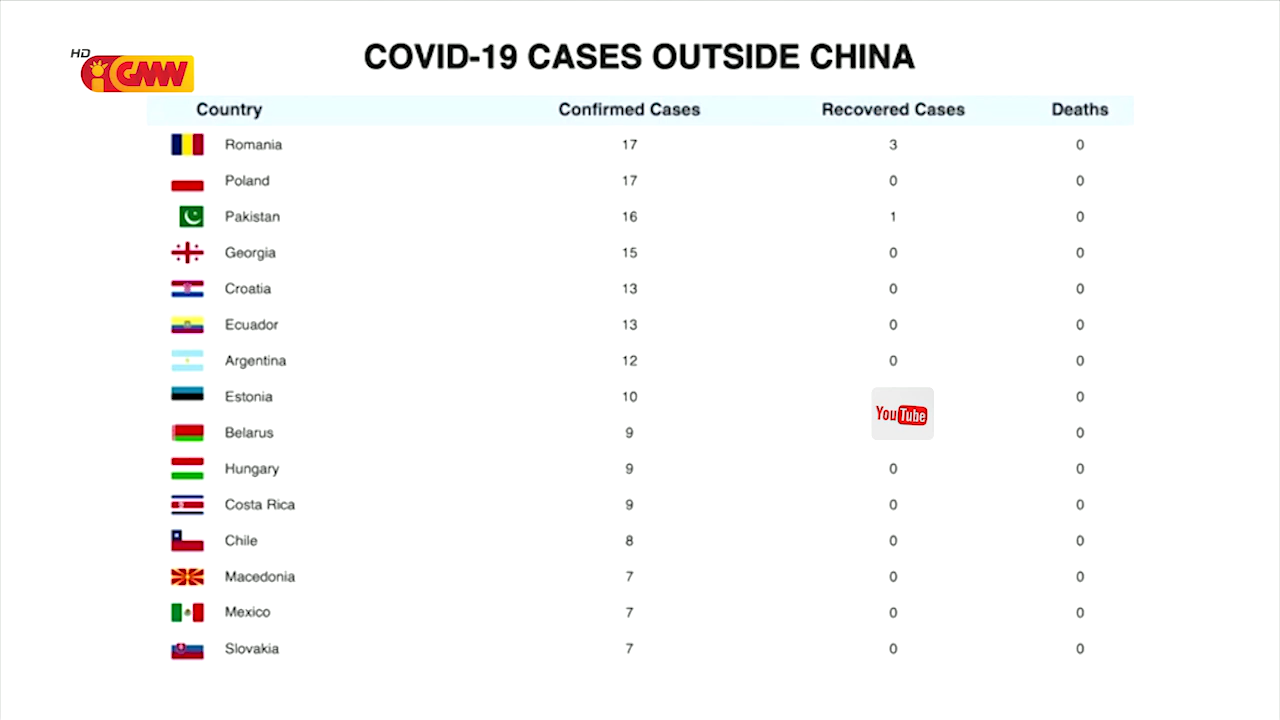 HD
iGMW
COVID-19 CASES OUTSIDE CHINA
Country Confirmed Cases Recovered Cases Deaths
Romania 17 3 0
Poland 17 0 0
Pakistan 16 1 0
Georgia 15 0 0
Croatia 13 0 0
Ecuador 13 0 0
Argentina 12 0 0
Estonia 10 0
YouTube
Belarus 9 0
Hungary 9 0 0
Costa Rica 9 0 0
Chile 8 0 0
Macedonia 7 0 0
Mexico 7 0 0
Slovakia 7 0 0